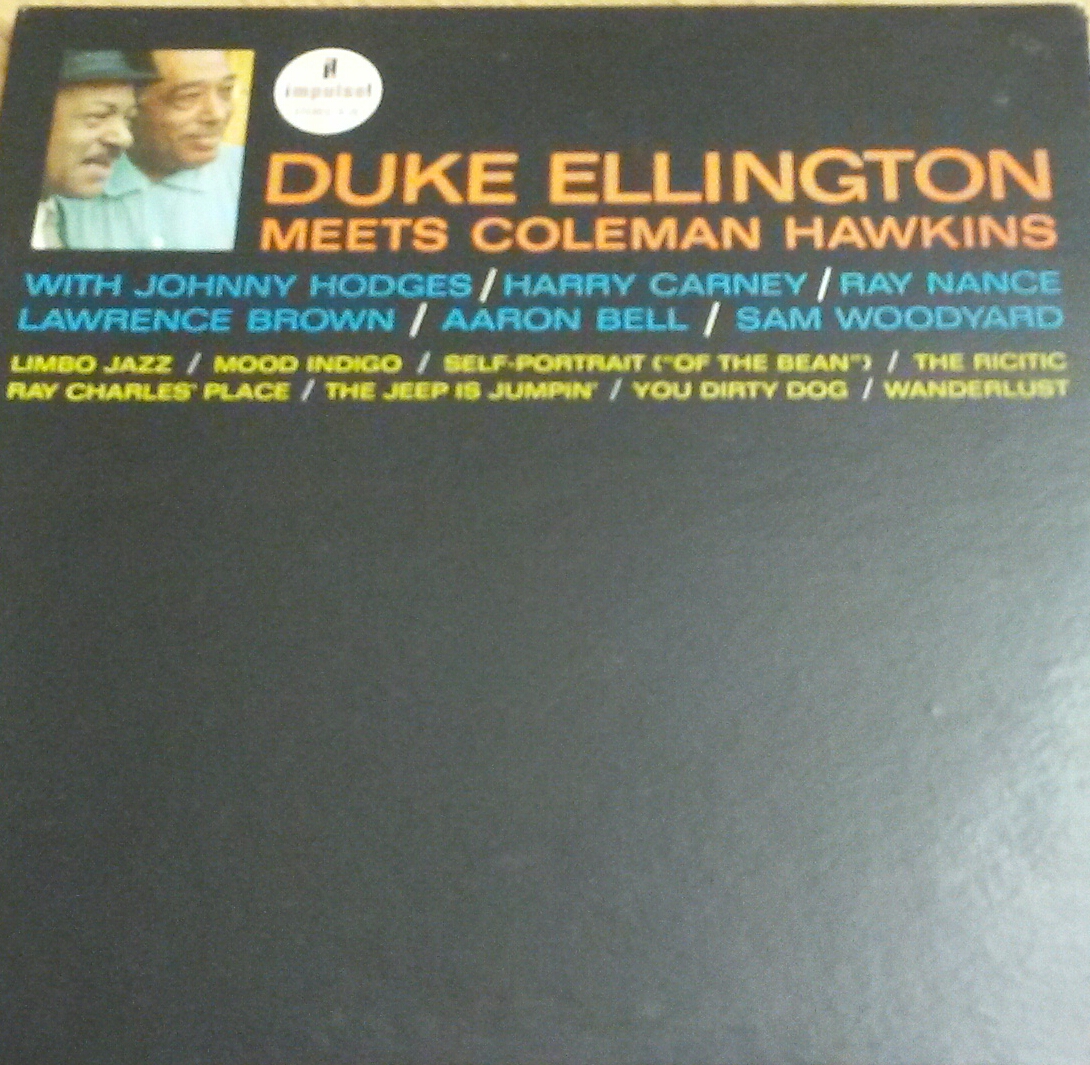 impulse!
DUKE ELLINGTON
MEETS COLEMAN HAWKINS
WITH JOHNNY HODGES / HARRY CARNEY / RAY NANCE
LAWRENCE BROWN / AARON BELL / SAM WOODYARD
LIMBO JAZZ / MOOD INDIGO / SELF-PORTRAIT ("OF THE BEAN") / THE RICITIC
RAY CHARLES' PLACE / THE JEEP IS JUMPIN' / YOU DIRTY DOG / WANDERLUST